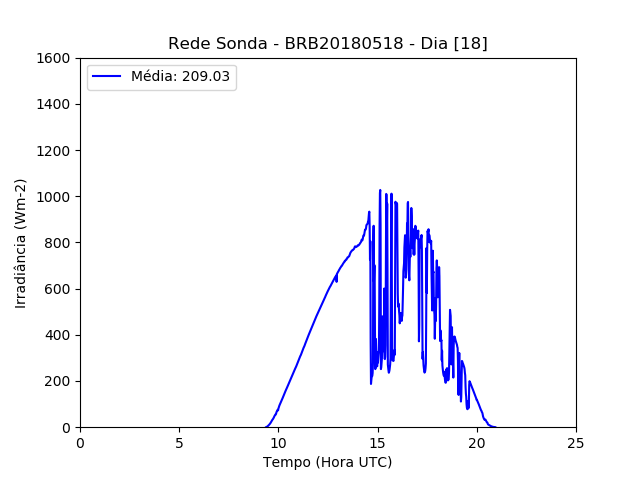 Rede Sonda - BRB20180518 - Dia [18]
Média: 209.03
Irradiância (Wm-2)
1600
1400
1200
1000
800
600
400
200
0
0 5 10 15 20 25
Tempo (Hora UTC)